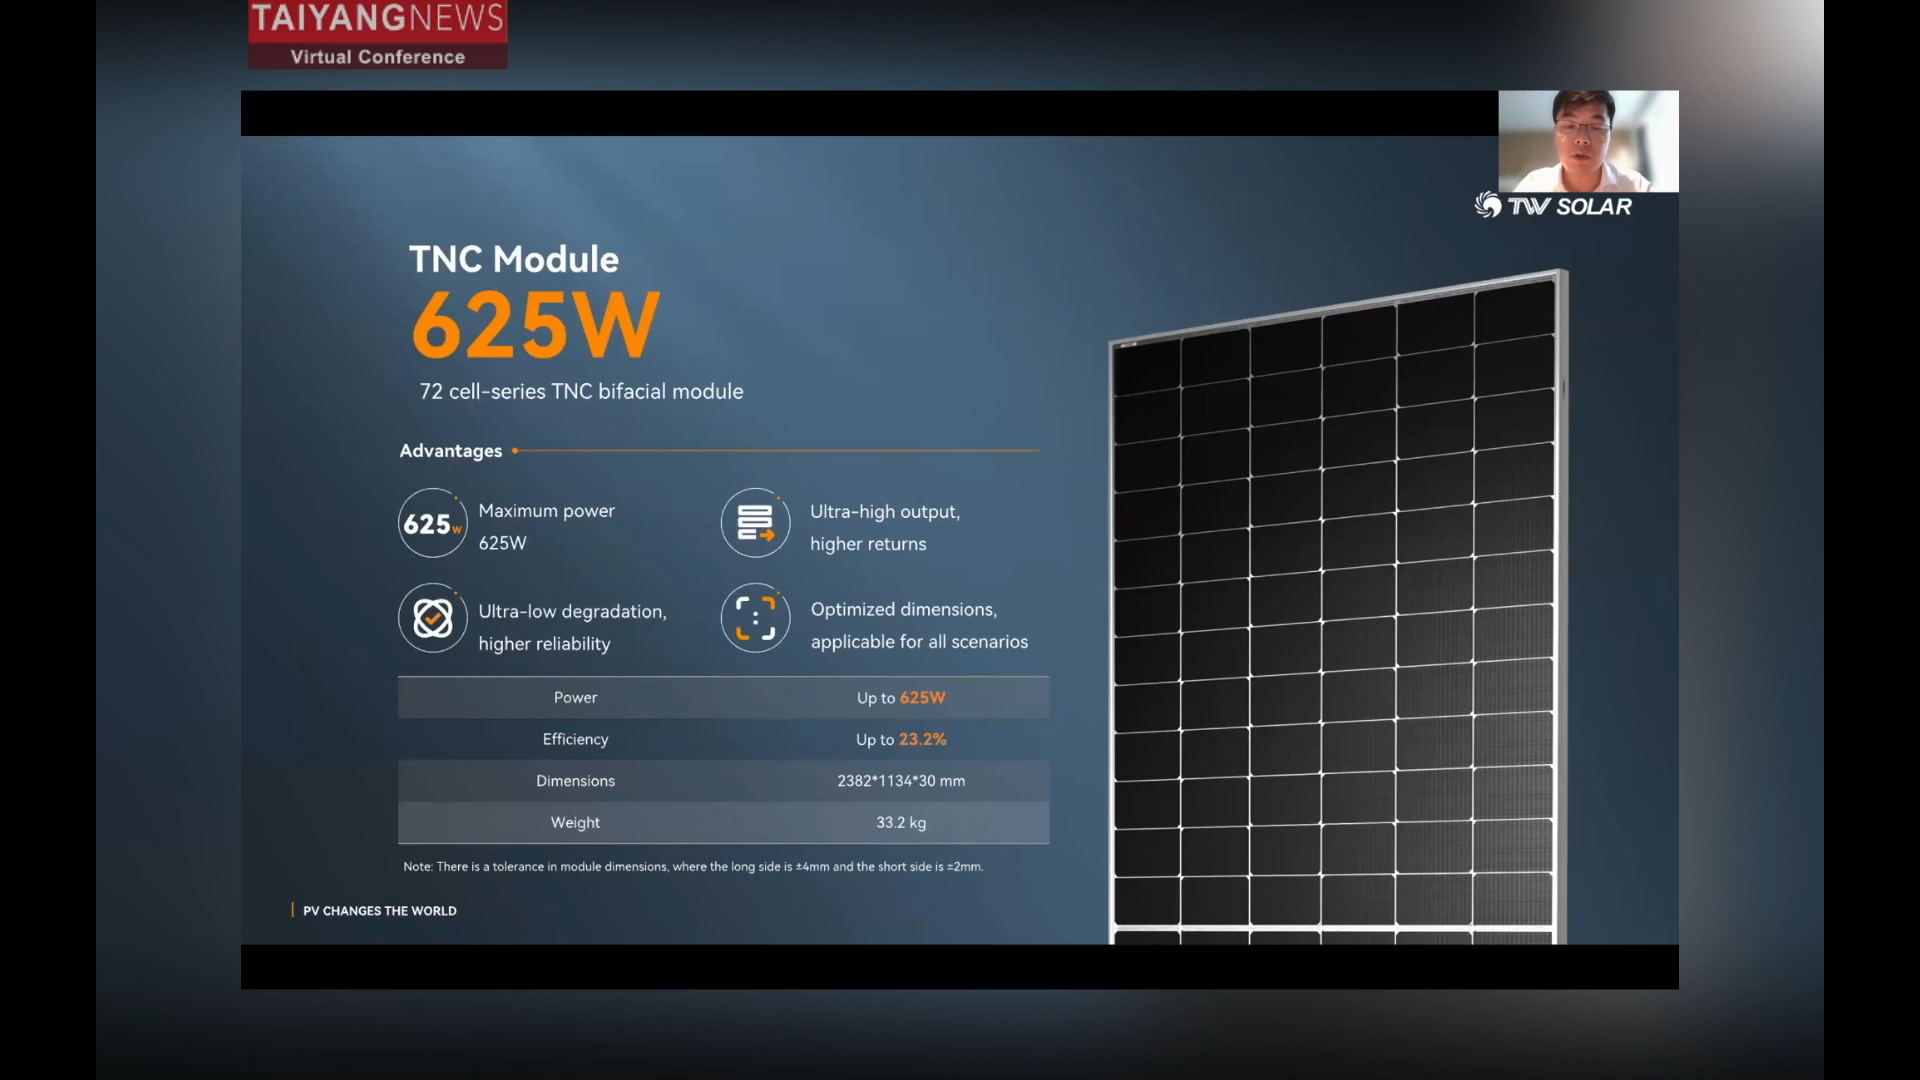 TAIYANGNEWS
Virtual Conference
TW SOLAR
TNC Module
625W
72 cell-series TNC bifacial module
Advantages
625W
Maximum power
625W
Ultra-high output,
higher returns
Ultra-low degradation,
higher reliability
Optimized dimensions,
applicable for all scenarios
Power Up to 625W
Efficiency Up to 23.2%
Dimensions 2382*1134*30 mm
Weight 33.2 kg
Note: There is a tolerance in module dimensions, where the long side is ±4mm and the short side is ±2mm.
PV CHANGES THE WORLD